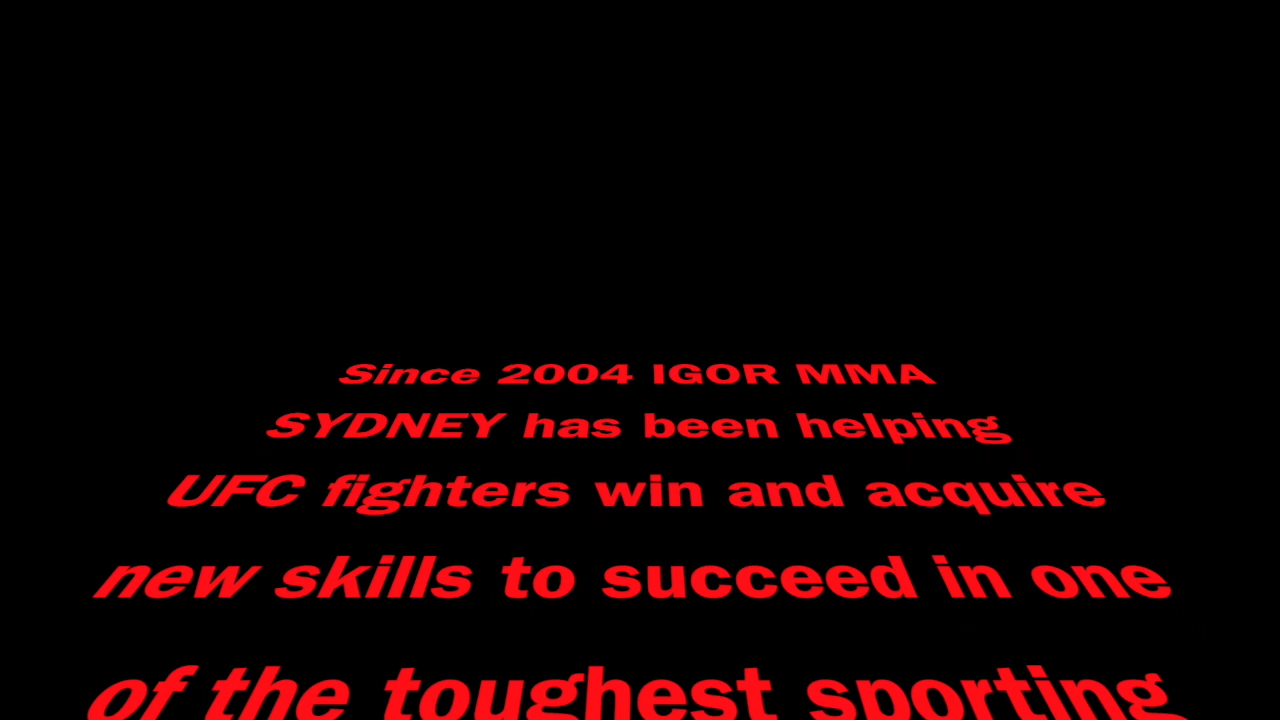 Since 2004 IGOR MMA
SYDNEY has been helping
UFC fighters win and acquire
new skills to succeed in one
of the toughest sporting